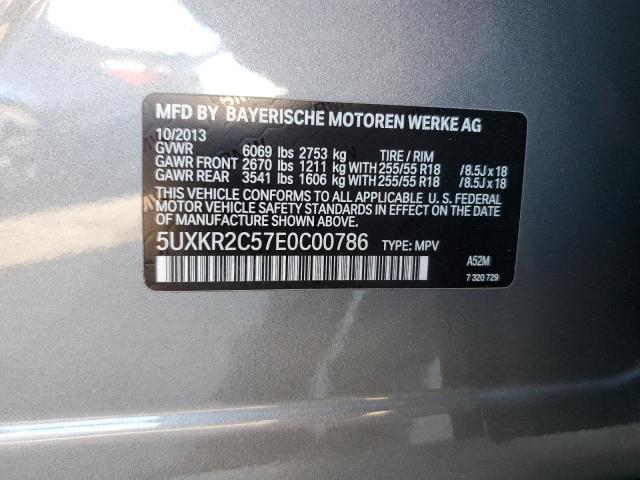 MFD BY BAYERISCHE MOTOREN WERKE AG
10/2013
GVWR 6069 lbs 2753 kg TIRE / RIM
GAWR FRONT 2670 lbs 1211 kg WITH 255/55 R18 /8.5J x 18
GAWR REAR 3541 lbs 1606 kg WITH 255/55 R18 /8.5J x 18
THIS VEHICLE CONFORMS TO ALL APPLICABLE U. S. FEDERAL
MOTOR VEHICLE SAFETY STANDARDS IN EFFECT ON THE DATE OF
MANUFACTURE SHOWN ABOVE.
5UXKR2C57E0C00786 TYPE: MPV
A52M
7 320 729